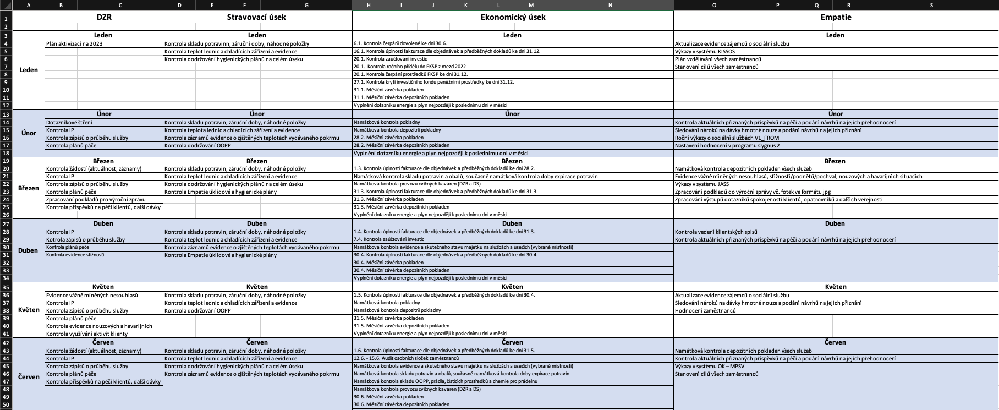 A B C D E F G H I J K L M N O P Q R S
1 DZR Stravovací úsek Ekonomický úsek Empatie
2
3 Leden Leden Leden Leden
4 Plán aktivizací na 2023 Kontrola skladu potravinn, záruční doby, náhodné položky 6.1. Kontrola čerpání dovolené ke dni 30.6. Aktualizace evidence zájemců o sociální službu
5 Kontrola teplot lednic a chladících zářízení a evidence 16.1. Kontrola úplnosti fakturace dle objednávek a předběžných dokladů ke dni 31.12. Výkazy v systému KISSOS
6 Kontrola dodržování hygienických plánů na celém úseku 20.1. Kontrola zaúčtování investic Plán vzdělávání všech zaměstnanců
7 Leden 20.1. Kontrola ročního přídělu do FKSP z mezd 2022 Stanovení cílů všech zaměstnanců
8 20.1. Kontrola čerpání prostředků FKSP ke dni 31.12.
9 27.1. Kontrola krytí investičního fondu peněžními prostředky ke dni 31.12.
10 31.1. Měsíční závěrka pokladen
11 31.1. Měsíční závěrka depozitních pokladen
12 Vyplnění dotazníku energie a plyn nejpozději k poslednímu dni v měsíci
13 Únor Únor Únor Únor
14 Dotazníkové štření Kontrola skladu potravin, záruční doby, náhodné položky Namátková kontrola pokladny Kontrola aktuálních přiznaných příspěvků na péči a podání návrhů na jejich přehodnocení
15 Únor Kontrola IP Kontrola teplota lednic a chladících zářízení a evidence Namátková kontrola depozitní pokladny Sledování nároků na dávky hmotné nouze a podání návrhů na jejich přiznání
16 Kontrola zápisů o průběhu služby Kontrola záznamů evidence o zjištěných teplotách vydávaného pokrmu 28.2. Měsíční závěrka pokladen Roční výkazy o sociální službách V1_FROM
17 Kontrola plánů páče Kontrola dodržování OOPP 28.2. Měsíční závěrka depozitních pokladen Nastavení hodnocení v programu Cygnus 2
18 Vyplnění dotazníku energie a plyn nejpozději k poslednímu dni v měsíci
19 Březen Březen Březen Březen
20 Kontrola žádostí (aktuálnost, záznamy) Kontrola skladu potravin, záruční doby, náhodné položky 1.3. Kontrola úplnosti fakturace dle objednávek a předběžných dokladů ke dni 28.2. Namátková kontrola depozitních pokladen všech služeb
21 Kontrola IP Kontrola teplot lednic a chladících zářízení a evidence Namátková kontrola skladu potravin a obalů, současně namátková kontrola doby expirace potravin Evidence vážně míněných nesouhlasů, stížností/podnětů/pochval, nouzových a havarijních situacích
22 Kontrola zápisů o průběhu služby Kontrola dodržování hygienických plánů na celém úseku Namátková kontrola provozu cvičných kaváren (DZR a DS) Výkazy v systému JASS
23 Březen Kontrola plánů péče Kontrola Empatie úklidové a hygienické plány 31.3. Kontrola úplnosti fakturace dle objednávek a předběžných dokladů ke dni 31.3. Zpracování podkladů do výroční zprávy vč. fotek ve formátu jpg
24 Zpracování podkladů pro výroční zprávu 31.3. Měsíční závěrka pokladen Zpracování výstupů dotazníků spokojenosti klientů, opatrovníků a dalších veřejnosti
25 Kontrola příspěvků na péči klientů, další dávky 31.3. Měsíční závěrka depozitních pokladen
26 Vyplnění dotazníku energie a plyn nejpozději k poslednímu dni v měsíci
27 Duben Duben Duben Duben
28 Kontrola IP Kontrola skladu potravin, záruční doby, náhodné položky 1.4. Kontrola úplnosti fakturace dle objednávek a předběžných dokladů ke dni 31.3. Kontrola vedení klientských spisů
29 Kotrola zápisů o průběhu služby Kontrola teplot lednic a chladících zářízení a evidence 7.4. Kontrola zaúčtování investic Kontrola aktuálních přiznaných příspěvků na péči a podání návrhů na jejich přehodnocení
30 Duben Kontrola plánů péče Kontrola záznamů evidence o zjištěných teplotách vydávaného pokrmu Namátková kontrola evidence a skutečného stavu majetku na službách a úsecích (vybrané místnosti)
31 Kontrola evidence stížností Kontrola Empatie úklidové a hygienické plány 30.4. Kontrola úplnosti fakturace dle objednávek a předběžných dokladů ke dni 30.4.
32 30.4. Měsíční závěrka pokladen
33 30.4. Měsíční závěrka depozitních pokladen
34 Vyplnění dotazníku energie a plyn nejpozději k poslednímu dni v měsíci
35 Květen Květen Květen Květen
36 Evidence vážně míněných nesouhlasů Kontrola skladu potravin, záruční doby, náhodné položky 1.5. Kontrola úplnosti fakturace dle objednávek a předběžných dokladů ke dni 30.4. Aktualizace evidence zájemců o sociální službu
37 Kontrola IP Kontrola teplot lednic a chladících zářízení a evidence Namátková kontrola pokladny Sledování nároků na dávky hmotné nouze a podání návrhů na jejich přiznání
38 Květen Kontrola zápisů o průběhu služby Kontrola dodržování OOPP Namátková kontrola depozitní pokladny Hodnocení zaměstnanců
39 Kontrola plánů péče 31.5. Měsíční závěrka pokladen
40 Kontrola evidence nouzových a havarijních 31.5. Měsíční závěrka depozitních pokladen
41 Kontrola využívání aktivit klienty Vyplnění dotazníku energie a plyn nejpozději k poslednímu dni v měsíci
42 Červen Červen Červen Červen
43 Kontrola žádostí (aktuálnost, záznamy) Kontrola skladu potravin, záruční doby, náhodné položky 1.6. Kontrola úplnosti fakturace dle objednávek a předběžných dokladů ke dni 31.5. Namátková kontrola depozitních pokladen všech služeb
44 Kontrola IP Kontrola teplot lednic a chladících zářízení a evidence 12.6. - 15.6. Audit osobních složek zaměstnanců Kontrola aktuálních přiznaných příspěvků na péči a podání návrhů na jejich přehodnocení
45 Kontrola zápisů o průběhu služby Kontrola dodržování hygienických plánů na celém úseku Namátková kontrola evidence a skutečného stavu majetku na službách a úsecích (vybrané místnosti) Výkazy v systému OK – MPSV
46 Červen Kontrola plánů péče Kontrola záznamů evidence o zjištěných teplotách vydávaného pokrmu Namátková kontrola skladu potravin a obalů, současně namátková kontrola doby expirace potravin Stanovení cílů všech zaměstnanců
47 Kontrola příspěvků na péči klientů, další dávky Namátková kontrola skladu OOPP, prádla, čisticích prostředků a chemie pro prádelnu
48 Namátková kontrola provozu cvičných kaváren (DZR a DS)
49 30.6. Měsíční závěrka pokladen
50 30.6. Měsíční závěrka depozitních pokladen